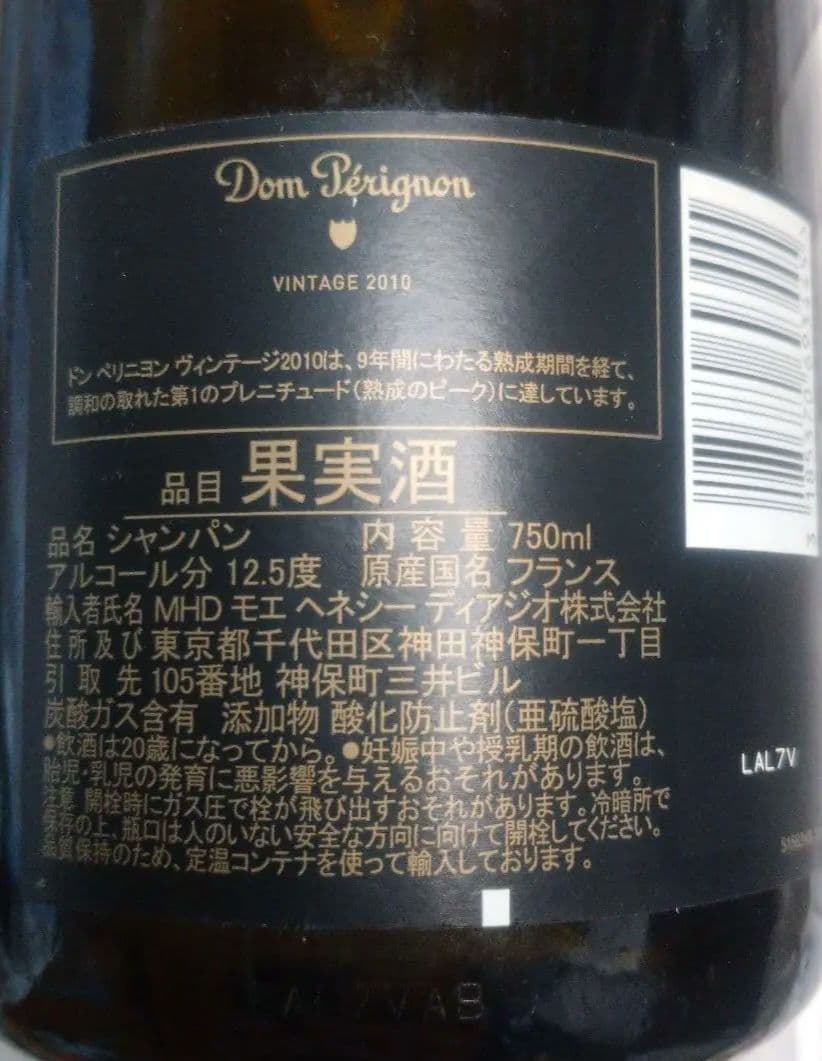 Dom Pérignon
VINTAGE 2010
ドン ペリニヨン ヴィンテージ2010は、9年間にわたる熟成期間を経て、
調和の取れた第1のプレニチュード（熟成のピーク）に達しています。
品目 果実酒
品名 シャンパン 内容量 750ml
アルコール分 12.5度 原産国名 フランス
輸入者氏名 MHD モエ ヘネシー ディアジオ株式会社
住所及び 東京都千代田区神田神保町一丁目
引取先 105番地 神保町三井ビル
炭酸ガス含有 添加物 酸化防止剤（亜硫酸塩）
●飲酒は20歳になってから。●妊娠中や授乳期の飲酒は、
胎児・乳児の発育に悪影響を与えるおそれがあります。
注意 開栓時にガス圧で栓が飛び出すおそれがあります。冷暗所で
保存の上、瓶口は人のいない安全な方向に向けて開栓してください。
品質保持のため、定温コンテナを使って輸入しております。
LAL7V
LAL7VAB